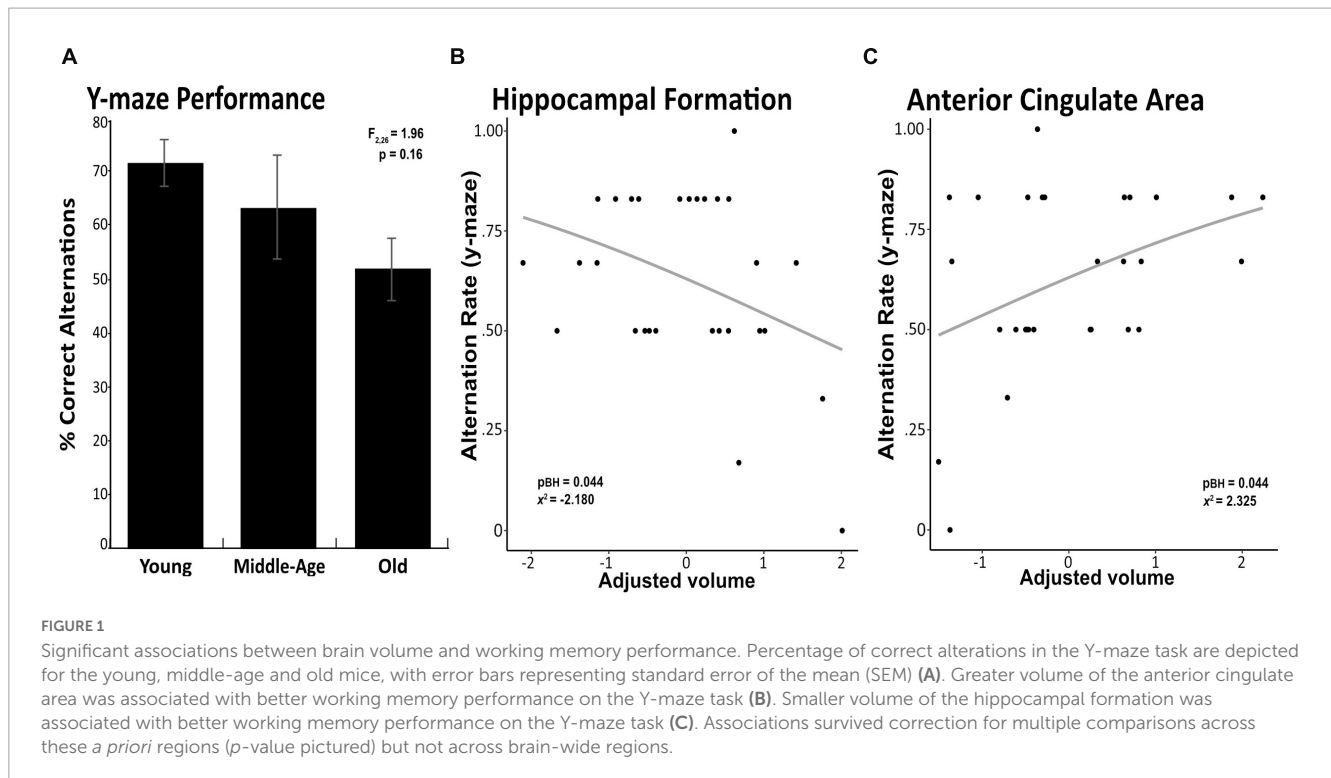 A
Y-maze Performance
F2,26 = 1.96
p = 0.16
% Correct Alternations
80
70
60
50
40
30
20
10
0
Young Middle-Age Old
B
Hippocampal Formation
Alternation Rate (y-maze)
1.00
0.75
.50
.25
0
pBH = 0.044
x² = -2.180
-2 -1 0 1 2
Adjusted volume
C
Anterior Cingulate Area
Alternation Rate (y-maze)
1.00
0.75
.50
.25
0
pBH = 0.044
x² = 2.325
-1 0 1 2
Adjusted volume
FIGURE 1
Significant associations between brain volume and working memory performance. Percentage of correct alterations in the Y-maze task are depicted
for the young, middle-age and old mice, with error bars representing standard error of the mean (SEM) (A). Greater volume of the anterior cingulate
area was associated with better working memory performance on the Y-maze task (B). Smaller volume of the hippocampal formation was
associated with better working memory performance on the Y-maze task (C). Associations survived correction for multiple comparisons across
these a priori regions (p-value pictured) but not across brain-wide regions.